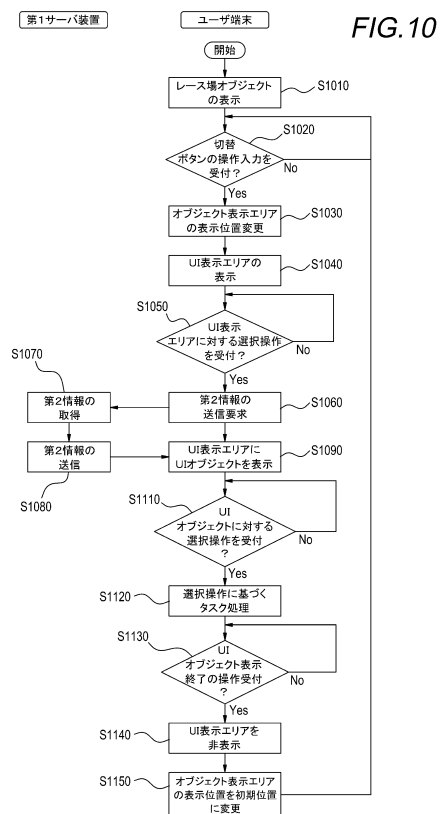 FIG.10
第1サーバ装置
ユーザ端末
開始
レース場オブジェクト
の表示
S1010
切替
ボタンの操作入力を
受付？
S1020
No
Yes
オブジェクト表示エリア
の表示位置変更
S1030
UI表示エリアの
表示
S1040
S1050
UI表示
エリアに対する選択操作
を受付？
No
Yes
S1070
第2情報の
取得
第2情報の
送信要求
S1060
第2情報の
送信
S1080
UI表示エリアに
UIオブジェクトを表示
S1090
S1110
UI
オブジェクトに対する
選択操作を受付
？
No
Yes
S1120
選択操作に基づく
タスク処理
S1130
UI
オブジェクト表示
終了の操作受付
？
No
Yes
S1140
UI表示エリアを
非表示
S1150
オブジェクト表示エリア
の表示位置を初期位置
に変更